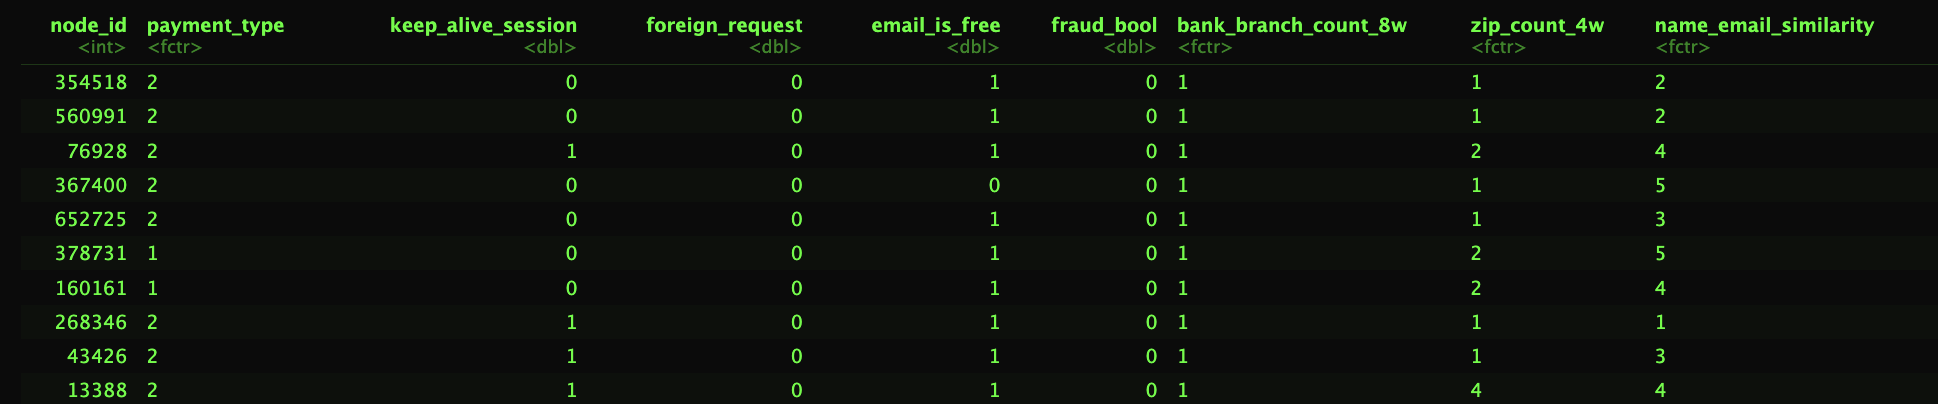 node_id payment_type keep_alive_session foreign_request email_is_free fraud_bool bank_branch_count_8w zip_count_4w name_email_similarity
<int> <fctr> <dbl> <dbl> <dbl> <dbl> <fctr> <fctr> <fctr>
354518 2 0 0 1 0 1 1 2
560991 2 0 0 1 0 1 1 2
76928 2 1 0 1 0 1 2 4
367400 2 0 0 0 0 1 1 5
652725 2 0 0 1 0 1 1 3
378731 1 0 0 1 0 1 2 5
160161 1 0 0 1 0 1 2 4
268346 2 1 0 1 0 1 1 1
43426 2 1 0 1 0 1 1 3
13388 2 1 0 1 0 1 4 4